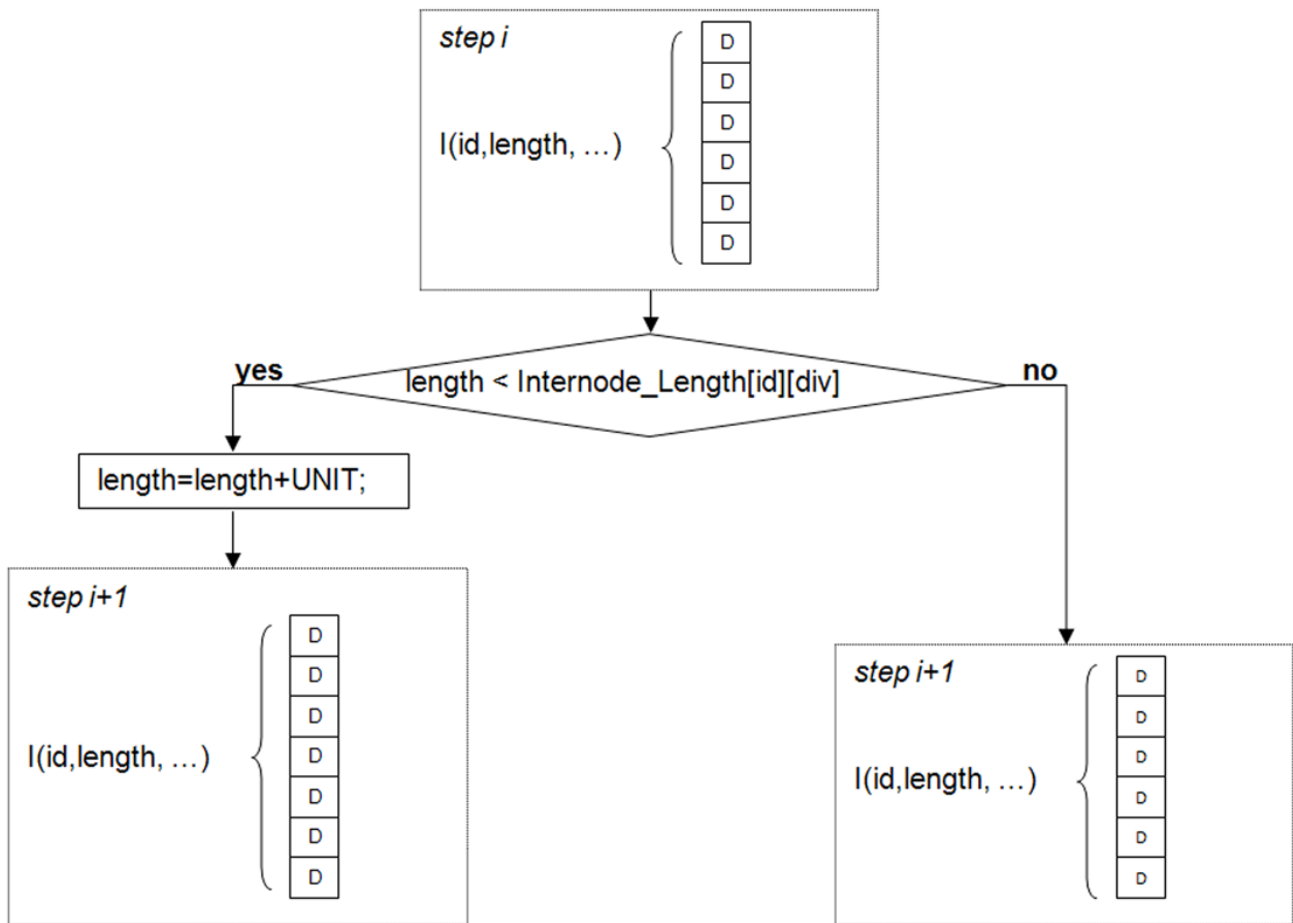 step i
D
D
D
I(id,length, …)
D
D
D
length < Internode_Length[id][div]
yes
no
length=length+UNIT;
step i+1
D
D
D
I(id,length, …)
D
D
D
D
step i+1
D
D
D
I(id,length, …)
D
D
D